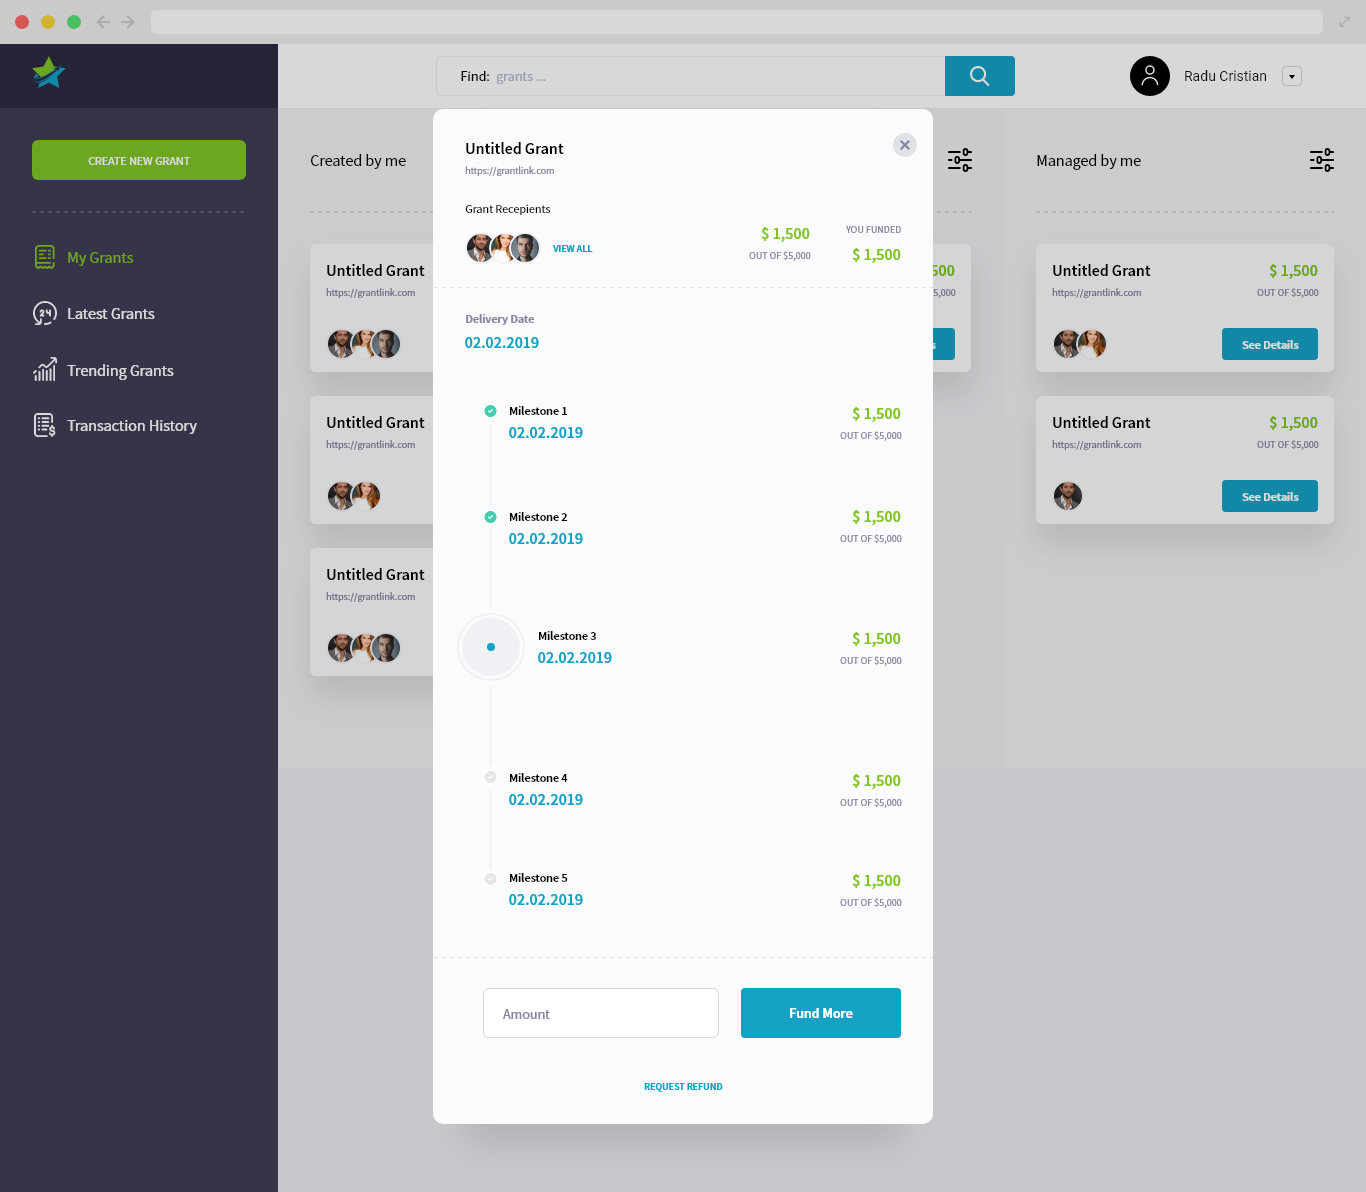 Find: grants ...
Radu Cristian
CREATE NEW GRANT
My Grants
24
Latest Grants
Trending Grants
Transaction History
Created by me
Untitled Grant
https://grantlink.com
Untitled Grant
https://grantlink.com
Untitled Grant
https://grantlink.com
Untitled Grant
https://grantlink.com
Grant Recepients
VIEW ALL
$ 1,500
OUT OF $5,000
YOU FUNDED
$ 1,500
Delivery Date
02.02.2019
Milestone 1
02.02.2019
$ 1,500
OUT OF $5,000
Milestone 2
02.02.2019
$ 1,500
OUT OF $5,000
Milestone 3
02.02.2019
$ 1,500
OUT OF $5,000
Milestone 4
02.02.2019
$ 1,500
OUT OF $5,000
Milestone 5
02.02.2019
$ 1,500
OUT OF $5,000
Amount
Fund More
REQUEST REFUND
500
5,000
s
Managed by me
Untitled Grant
https://grantlink.com
$ 1,500
OUT OF $5,000
See Details
Untitled Grant
https://grantlink.com
$ 1,500
OUT OF $5,000
See Details